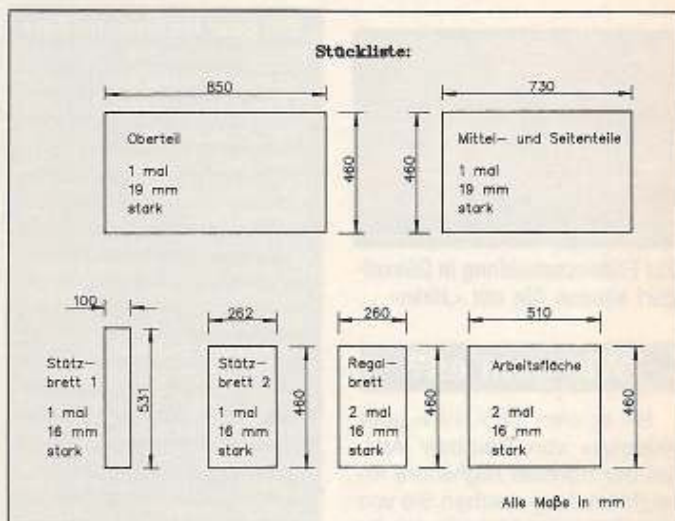 Stückliste:
850
730
Oberteil
1 mal
19 mm
stark
460
460
Mittel- und Seitenteile
1 mal
19 mm
stark
100
262
260
510
Stütz-
brett 1
1 mal
16 mm
stark
531
Stütz-
brett 2
1 mal
16 mm
stark
460
Regal-
brett
2 mal
16 mm
stark
460
Arbeitsfläche
2 mal
16 mm
stark
460
Alle Maße in mm